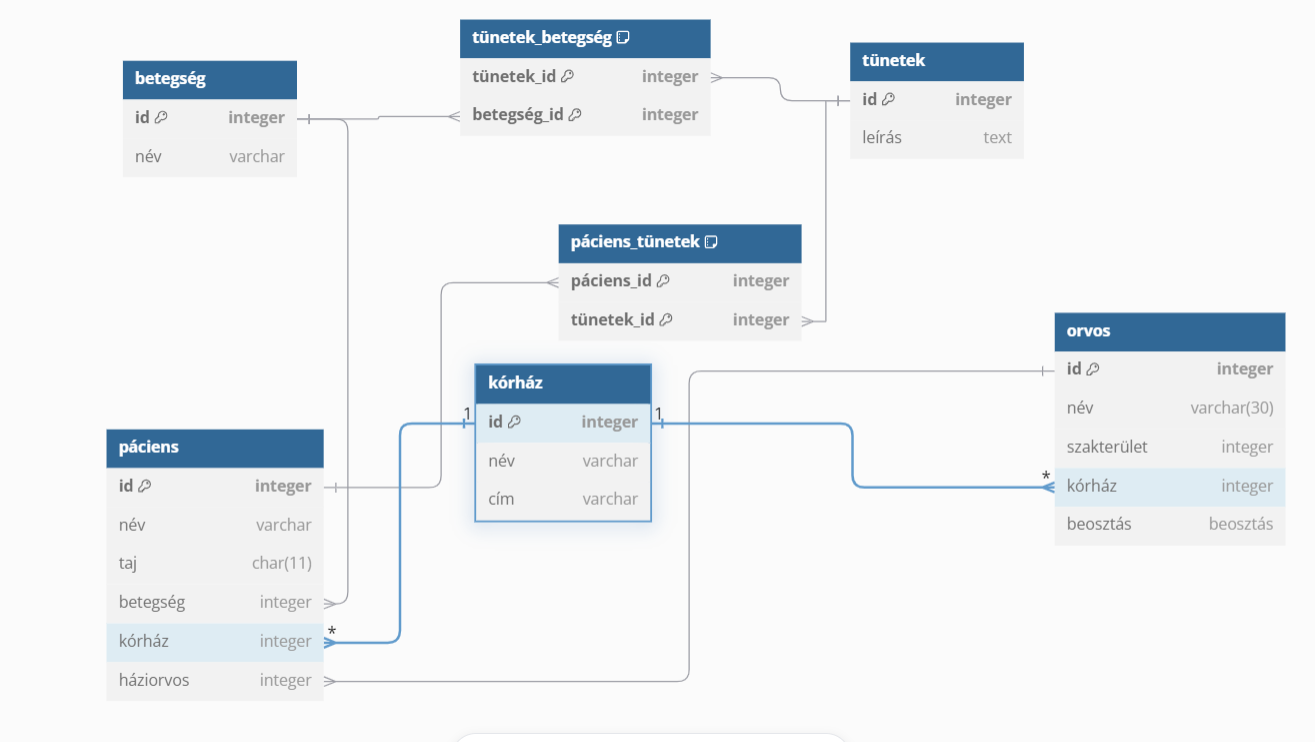 betegség
id integer
név varchar
tünetek_betegség
tünetek_id integer
betegség_id integer
tünetek
id integer
leírás text
páciens_tünetek
páciens_id integer
tünetek_id integer
kórház
1 id integer 1
név varchar
cím varchar
orvos
id integer
név varchar(30)
szakterület integer
* kórház integer
beosztás beosztás
páciens
id integer
név varchar
taj char(11)
betegség integer
kórház integer *
háziorvos integer